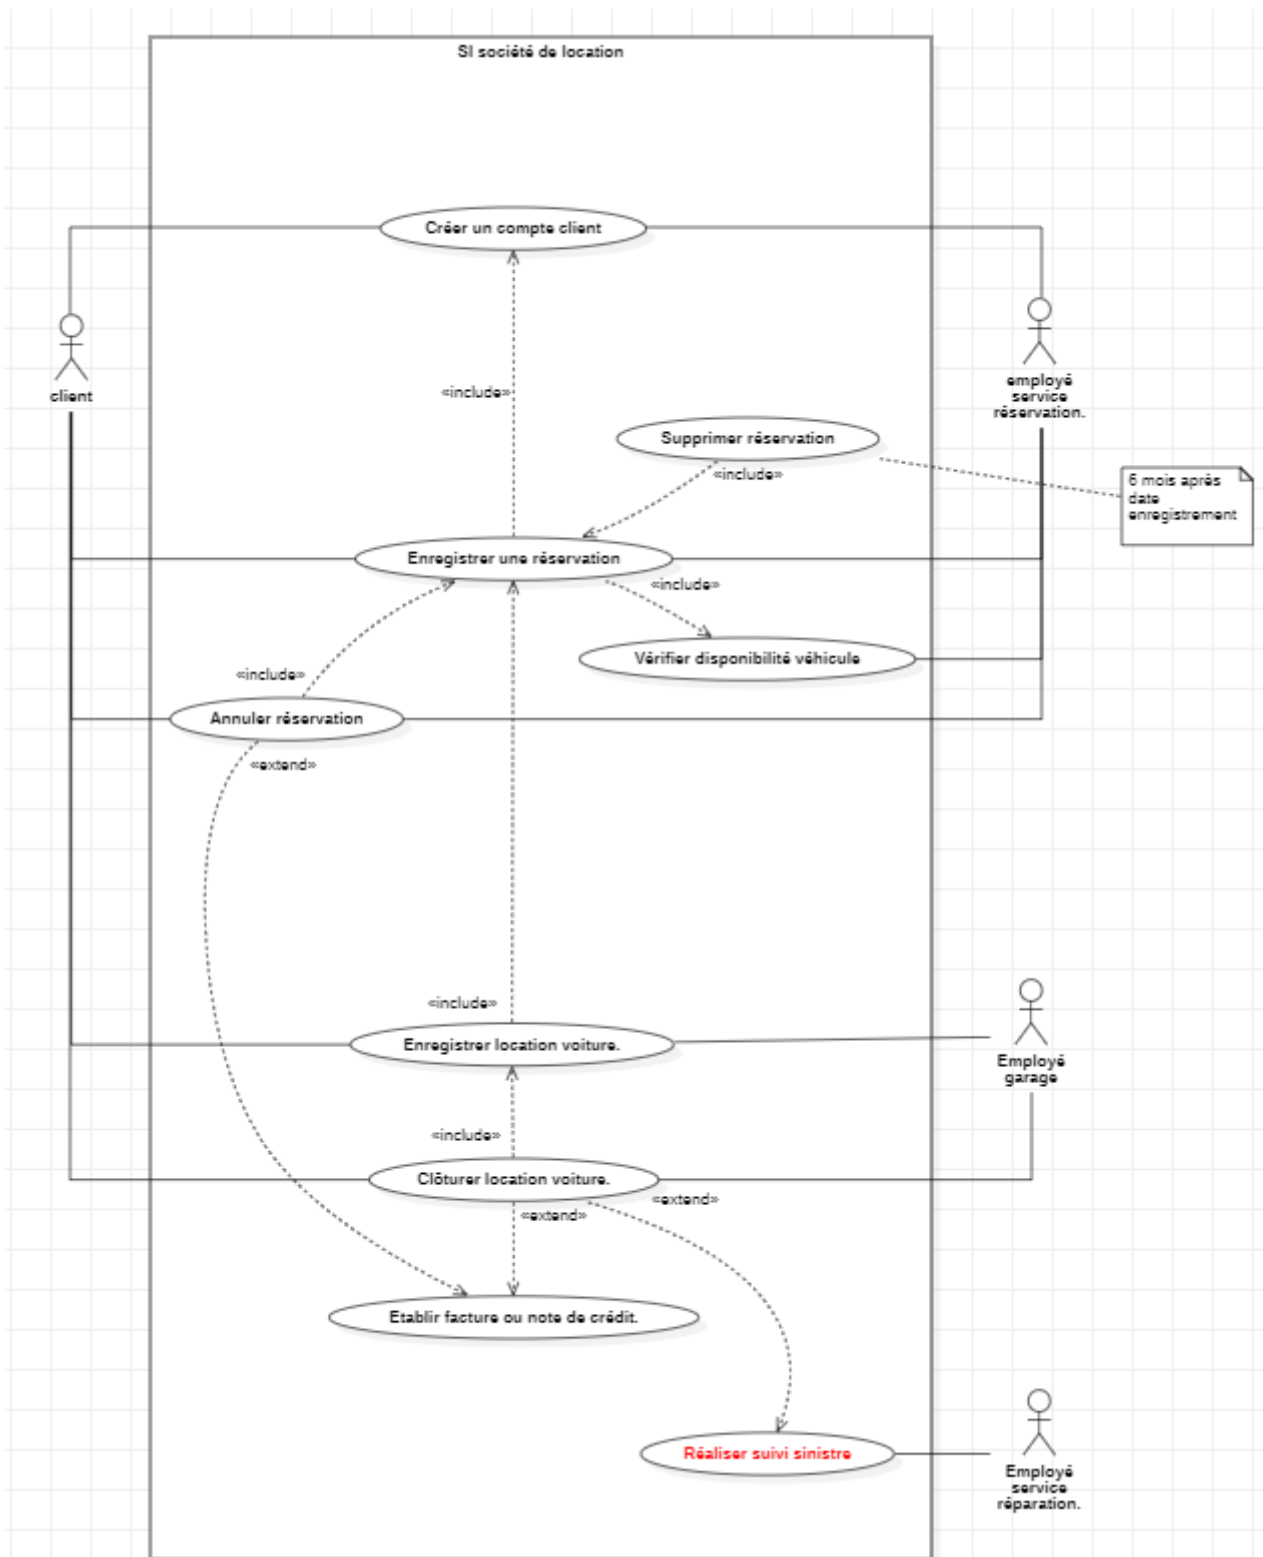 SI société de location
Créer un compte client
client
employé
service
réservation.
«include»
Supprimer réservation
«include»
6 mois après
date
enregistrement
Enregistrer une réservation
«include»
Vérifier disponibilité véhicule
«include»
Annuler réservation
«extend»
«include»
Enregistrer location voiture.
Employé
garage
«include»
Clôturer location voiture.
«extend»
«extend»
Etablir facture ou note de crédit.
Réaliser suivi sinistre
Employé
service
réparation.